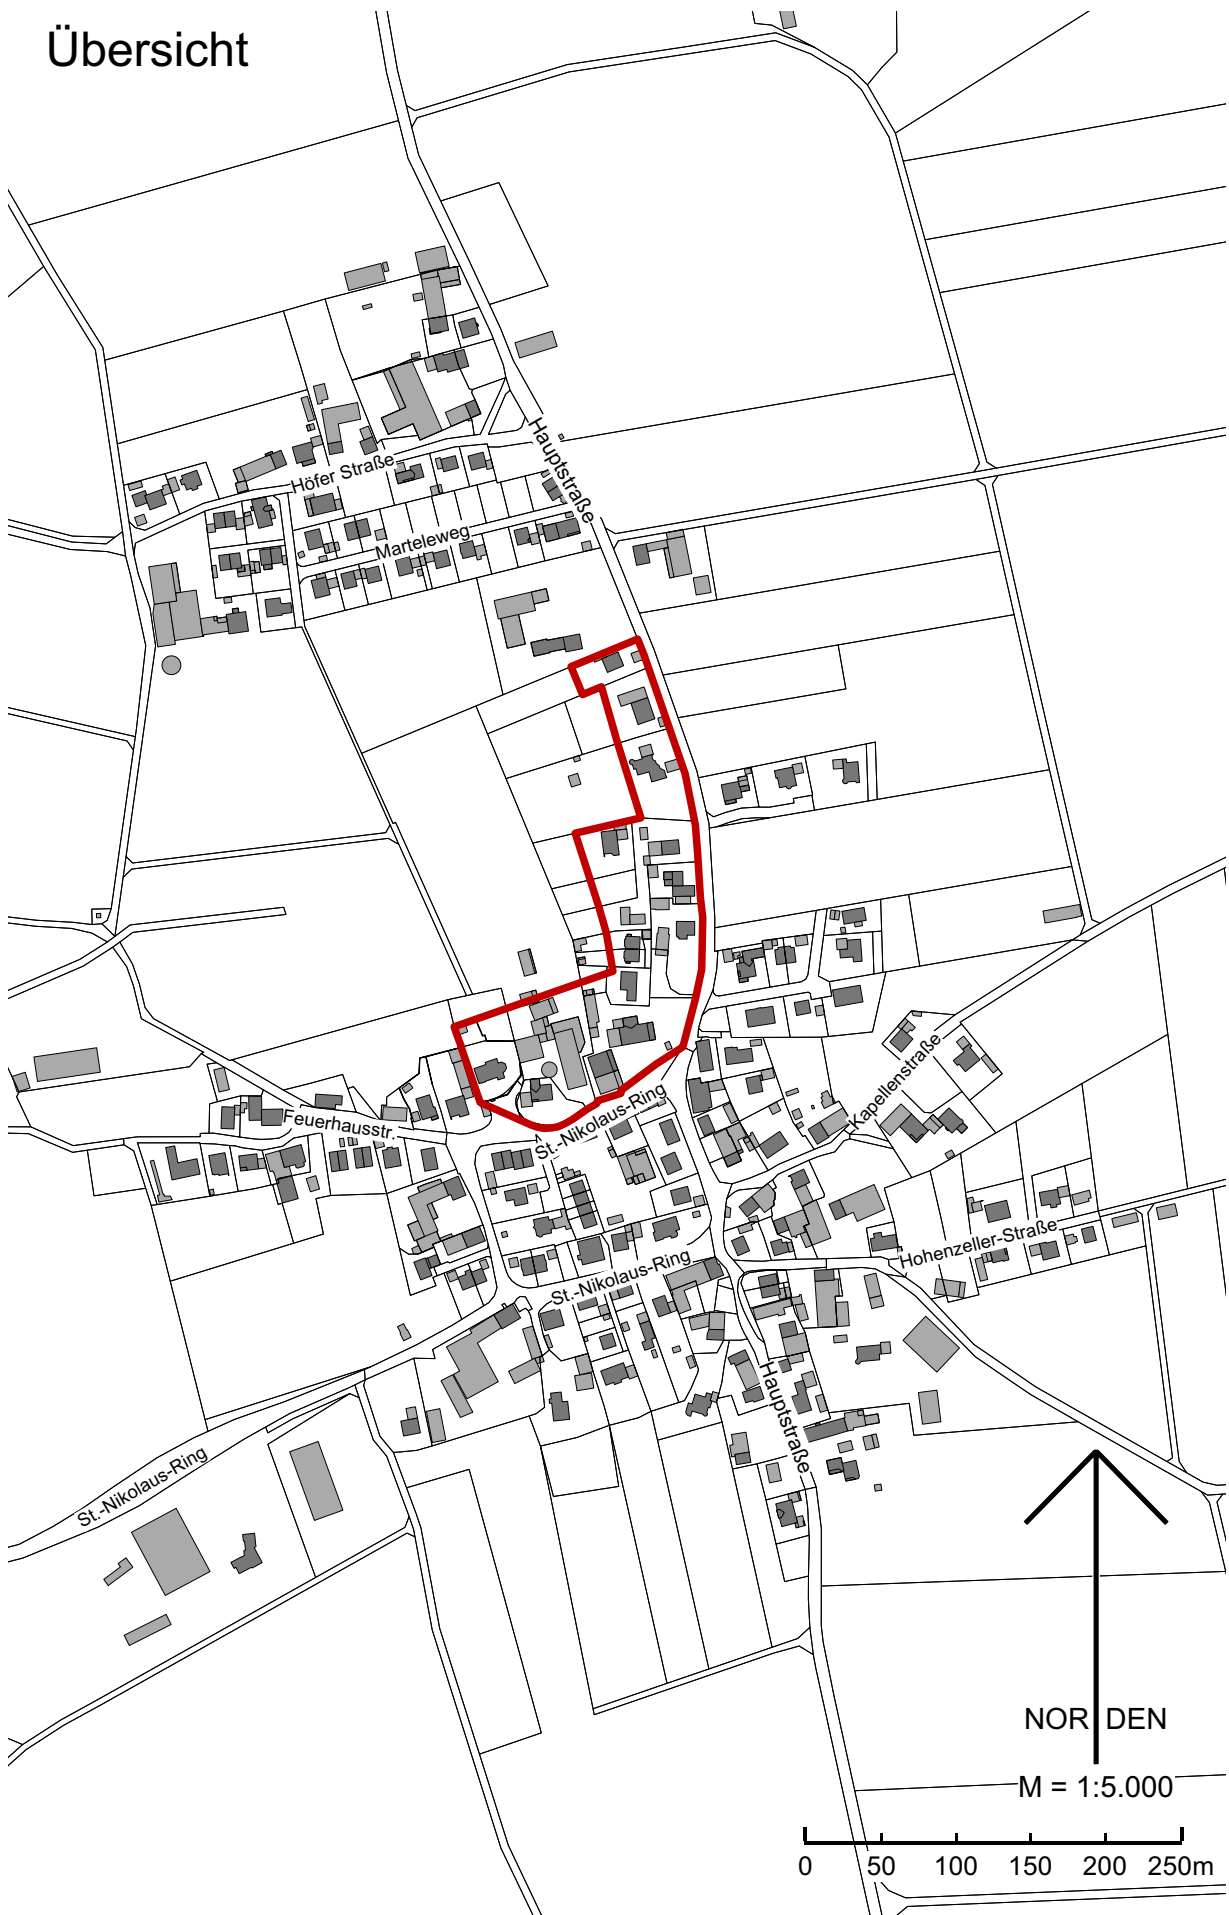 Übersicht
Hauptstraße
Höfer Straße
Marteleweg
Kapellenstraße
St.-Nikolaus-Ring
Feuerhausstr.
Hohenzeller-Straße
St.-Nikolaus-Ring
Hauptstraße
St.-Nikolaus-Ring
NORDEN
M = 1:5.000
0 50 100 150 200 250m